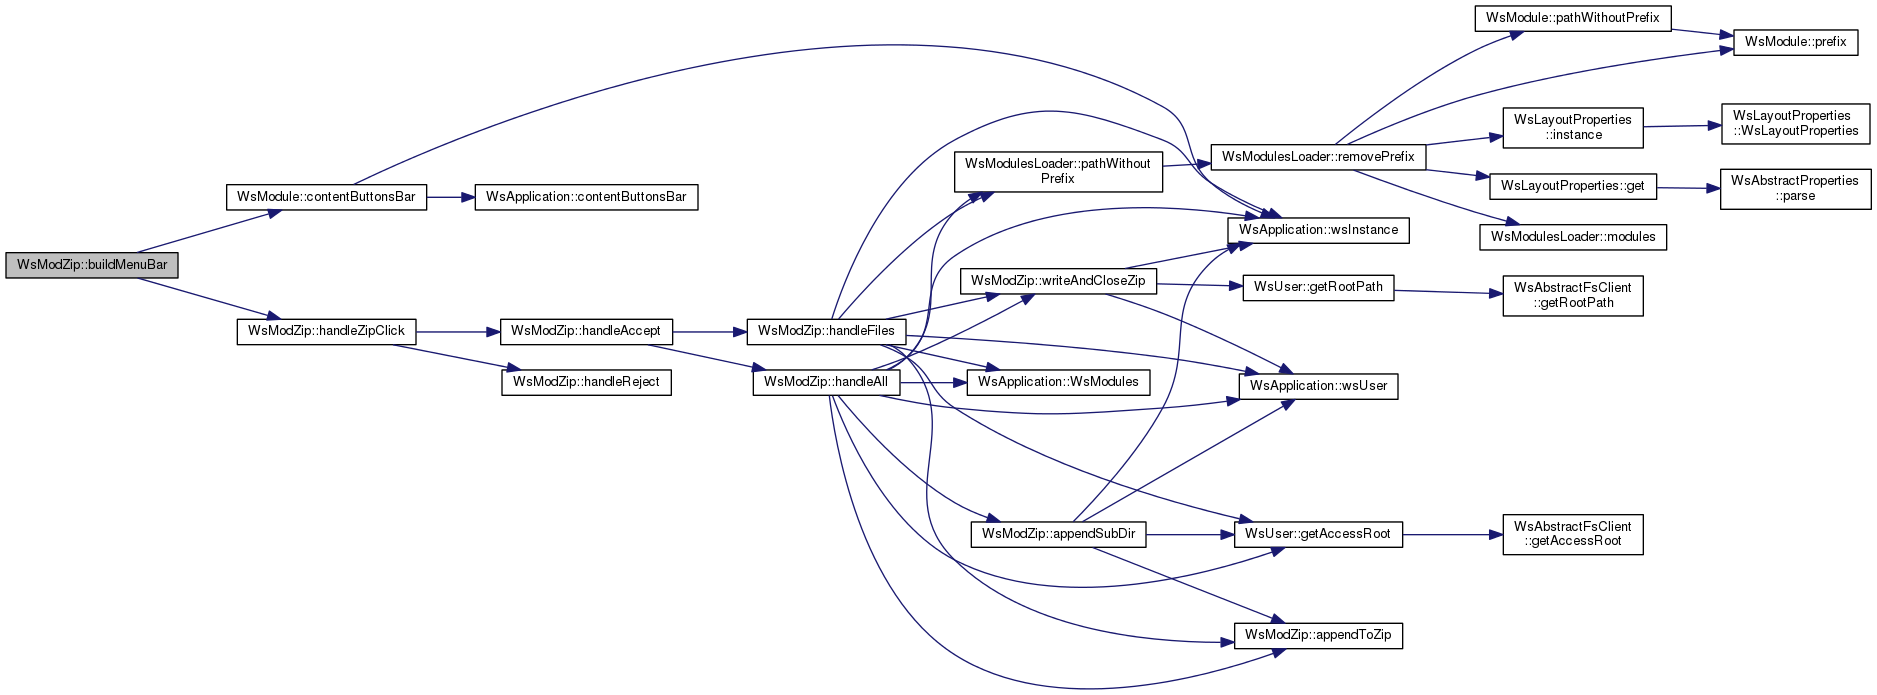 WsModZip::buildMenuBar
WsModule::contentButtonsBar
WsModZip::handleZipClick
WsApplication::contentButtonsBar
WsModZip::handleAccept
WsModZip::handleReject
WsModZip::handleFiles
WsModZip::handleAll
WsModulesLoader::pathWithout
Prefix
WsModZip::writeAndCloseZip
WsApplication::WsModules
WsModZip::appendSubDir
WsModulesLoader::removePrefix
WsApplication::wsInstance
WsUser::getRootPath
WsApplication::wsUser
WsUser::getAccessRoot
WsModZip::appendToZip
WsModule::pathWithoutPrefix
WsLayoutProperties
::instance
WsLayoutProperties::get
WsModulesLoader::modules
WsAbstractFsClient
::getRootPath
WsAbstractFsClient
::getAccessRoot
WsModule::prefix
WsLayoutProperties
::WsLayoutProperties
WsAbstractProperties
::parse